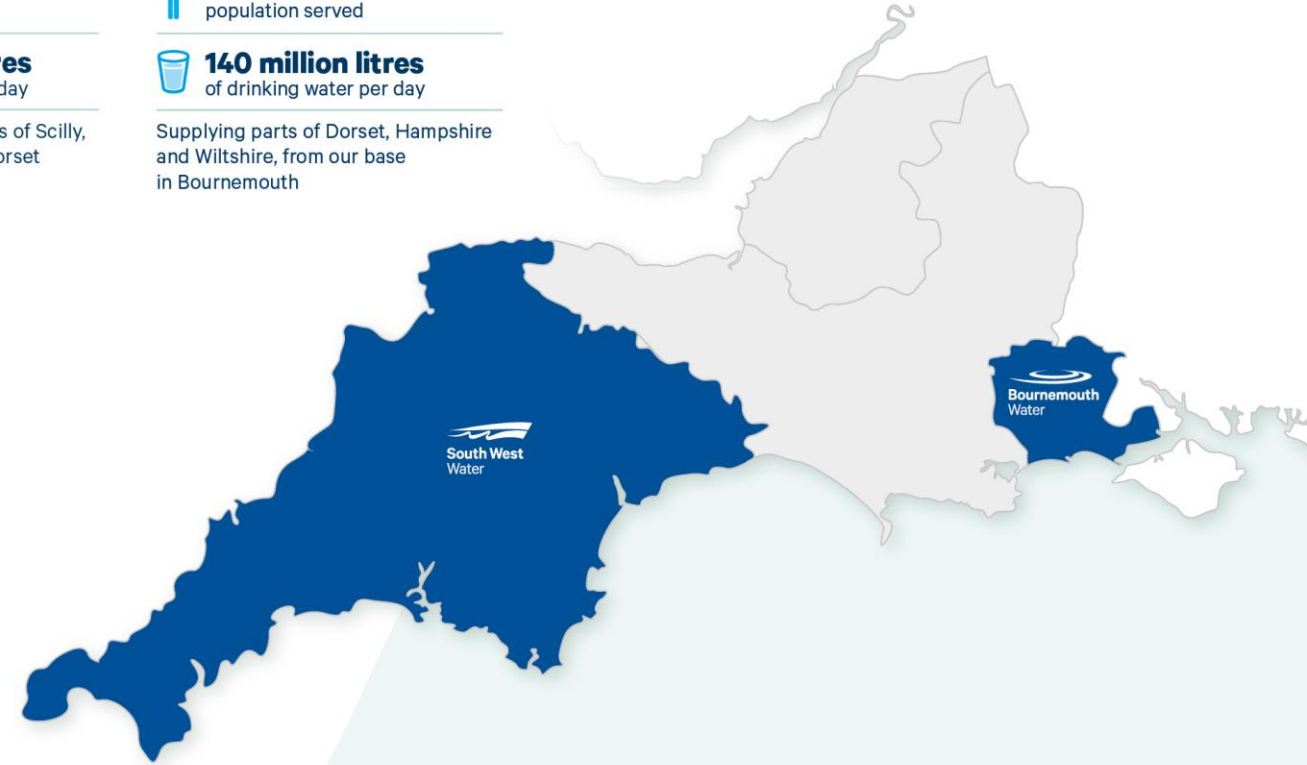 population served
140 million litres
of drinking water per day
Supplying parts of Dorset, Hampshire
and Wiltshire, from our base
in Bournemouth
South West
Water
Bournemouth
Water